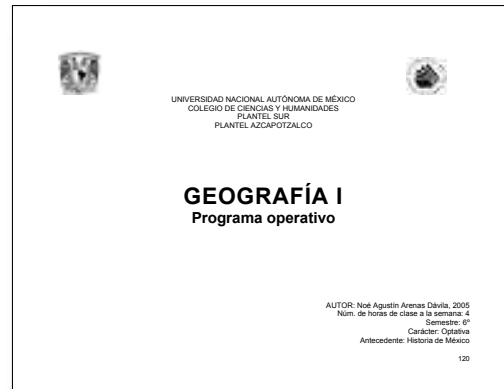 UNIVERSIDAD NACIONAL AUTÓNOMA DE MÉXICO
COLEGIO DE CIENCIAS Y HUMANIDADES
PLANTEL SUR
PLANTEL AZCAPOTZALCO
GEOGRAFÍA I
Programa operativo
AUTOR: Noé Agustín Arenas Dávila, 2005
Núm. de horas de clase a la semana: 4
Semestre: 6º
Carácter: Optativa
Antecedente: Historia de México
120